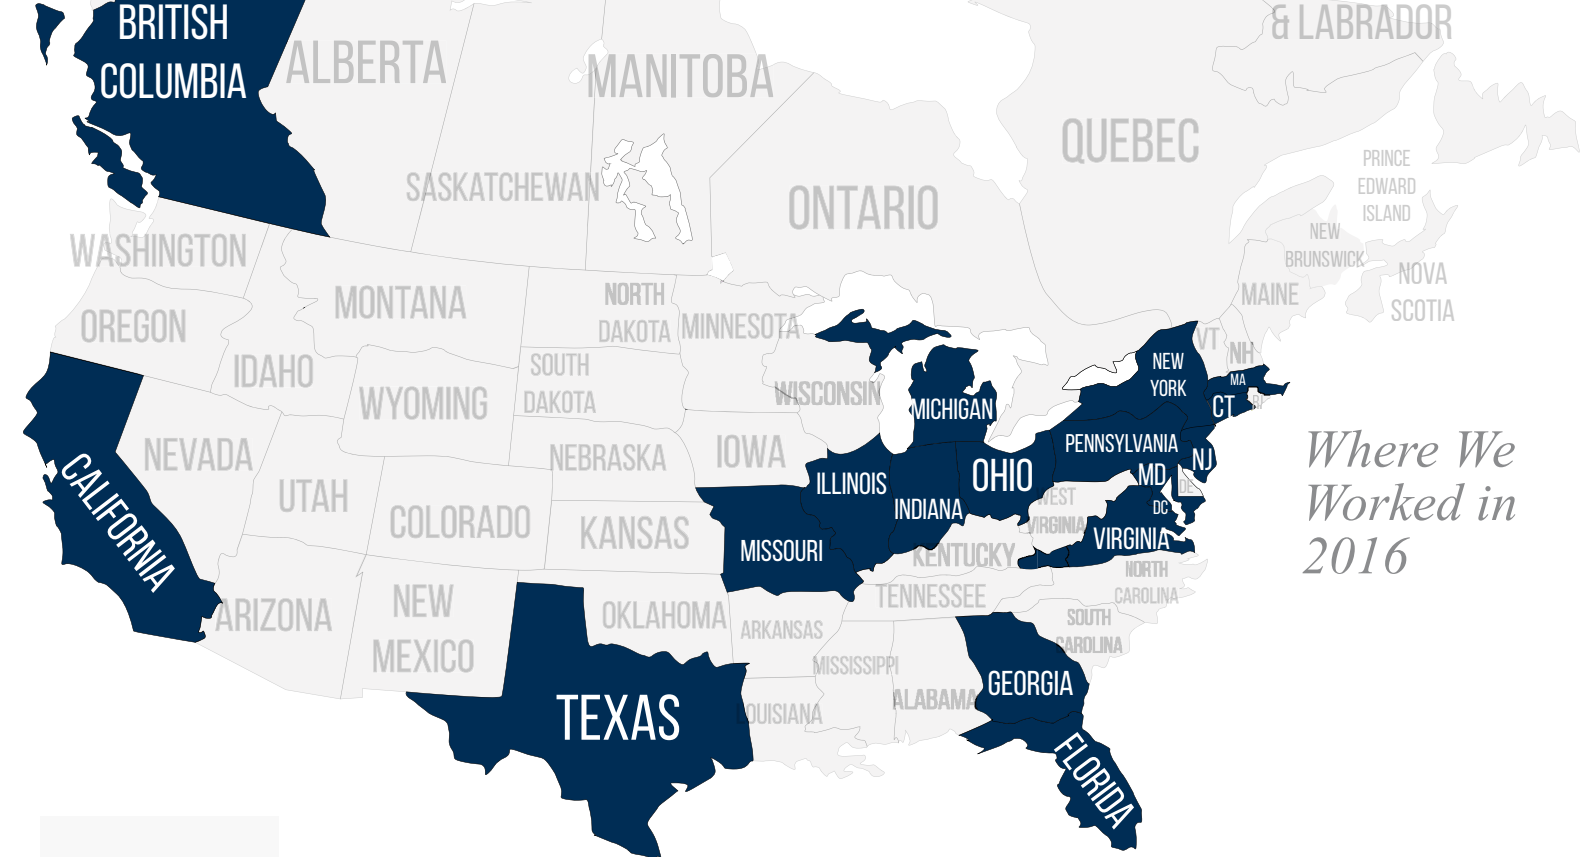 BRITISH
COLUMBIA
ALBERTA
SASKATCHEWAN
MANITOBA
ONTARIO
QUEBEC
& LABRADOR
PRINCE
EDWARD
ISLAND
NEW
BRUNSWICK
NOVA
SCOTIA
MAINE
WASHINGTON
OREGON
IDAHO
MONTANA
NORTH
DAKOTA
MINNESOTA
SOUTH
DAKOTA
WYOMING
WISCONSIN
MICHIGAN
NEW
YORK
VT
NH
MA
CT
RI
CALIFORNIA
NEVADA
UTAH
COLORADO
NEBRASKA
IOWA
KANSAS
MISSOURI
ILLINOIS
INDIANA
OHIO
PENNSYLVANIA
NJ
MD
DE
DC
WEST
VIRGINIA
VIRGINIA
KENTUCKY
Where We
Worked in
2016
ARIZONA
NEW
MEXICO
OKLAHOMA
ARKANSAS
TENNESSEE
NORTH
CAROLINA
SOUTH
CAROLINA
TEXAS
LOUISIANA
MISSISSIPPI
ALABAMA
GEORGIA
FLORIDA